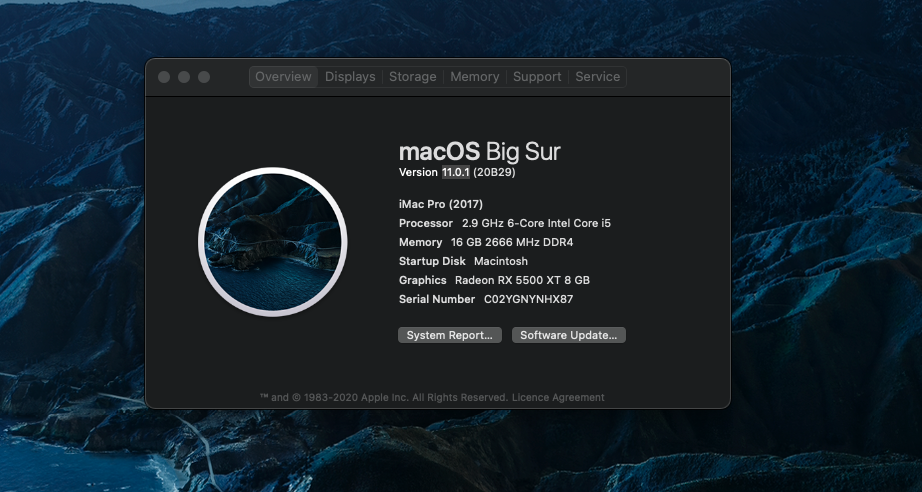 Overview Displays Storage Memory Support Service
macOS Big Sur
Version 11.0.1 (20B29)
iMac Pro (2017)
Processor 2.9 GHz 6-Core Intel Core i5
Memory 16 GB 2666 MHz DDR4
Startup Disk Macintosh
Graphics Radeon RX 5500 XT 8 GB
Serial Number C02YGNYNHX87
System Report... Software Update...
™ and © 1983-2020 Apple Inc. All Rights Reserved. Licence Agreement